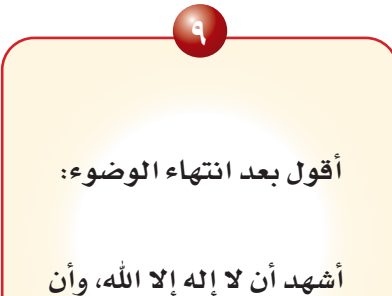 ٩
أقول بعد انتهاء الوضوء:
أشهد أن لا إله إلا الله، وأن